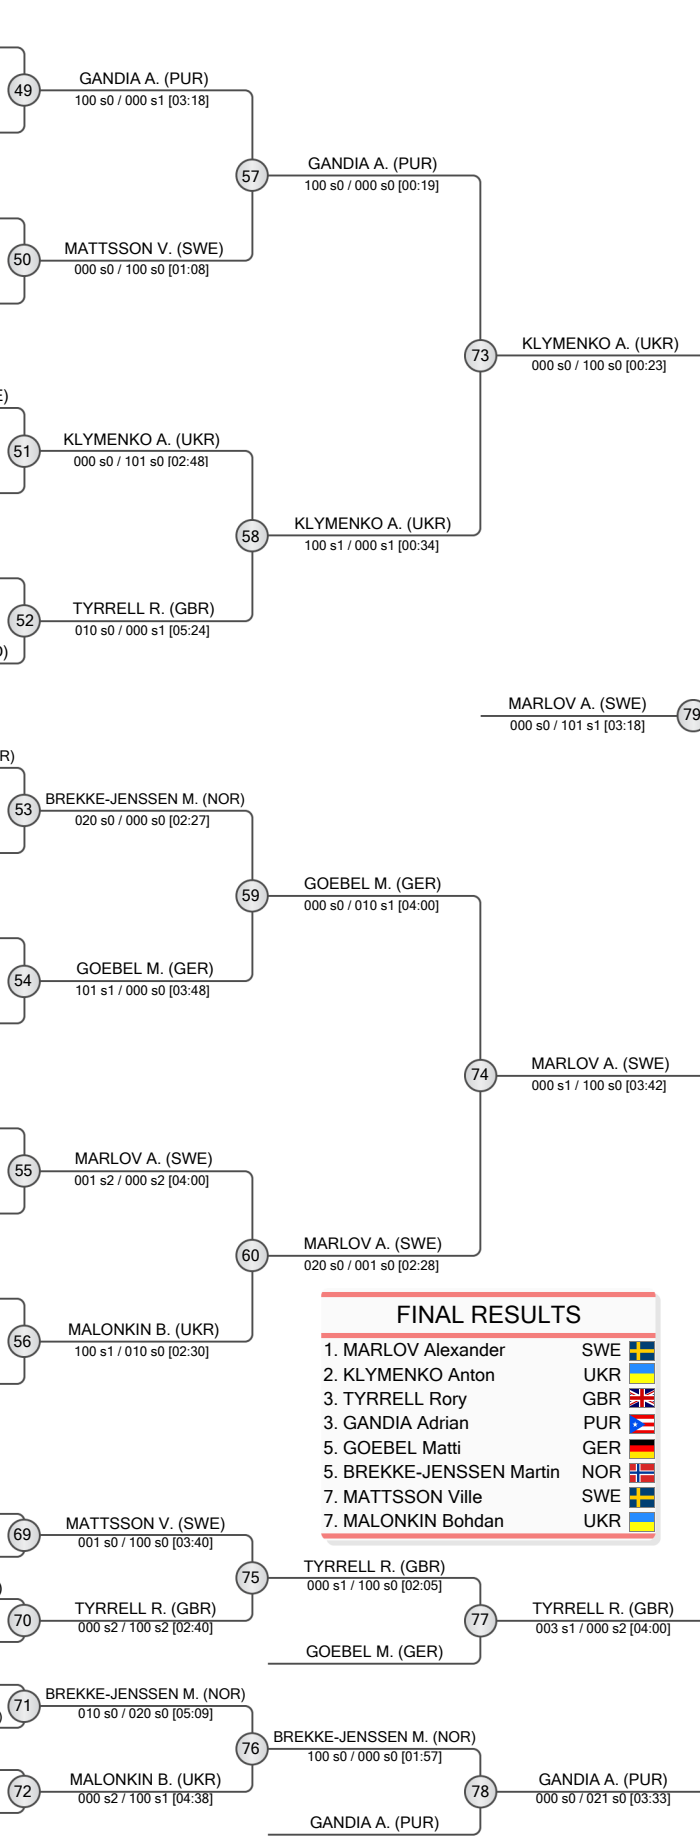 GANDIA A. (PUR)
49
100 s0 / 000 s1 [03:18]
GANDIA A. (PUR)
57
100 s0 / 000 s0 [00:19]
MATTSSON V. (SWE)
50
000 s0 / 100 s0 [01:08]
KLYMENKO A. (UKR)
73
000 s0 / 100 s0 [00:23]
E)
KLYMENKO A. (UKR)
51
000 s0 / 101 s0 [02:48]
KLYMENKO A. (UKR)
58
100 s1 / 000 s1 [00:34]
TYRRELL R. (GBR)
52
010 s0 / 000 s1 [05:24]
)
MARLOV A. (SWE)
79
000 s0 / 101 s1 [03:18]
R)
BREKKE-JENSSEN M. (NOR)
53
020 s0 / 000 s0 [02:27]
GOEBEL M. (GER)
59
000 s0 / 010 s1 [04:00]
GOEBEL M. (GER)
54
101 s1 / 000 s0 [03:48]
MARLOV A. (SWE)
74
000 s1 / 100 s0 [03:42]
MARLOV A. (SWE)
55
001 s2 / 000 s2 [04:00]
MARLOV A. (SWE)
60
020 s0 / 001 s0 [02:28]
MALONKIN B. (UKR)
56
100 s1 / 010 s0 [02:30]
FINAL RESULTS
1. MARLOV Alexander SWE
2. KLYMENKO Anton UKR
3. TYRRELL Rory GBR
3. GANDIA Adrian PUR
5. GOEBEL Matti GER
5. BREKKE-JENSSEN Martin NOR
7. MATTSSON Ville SWE
7. MALONKIN Bohdan UKR
MATTSSON V. (SWE)
69
001 s0 / 100 s0 [03:40]
TYRRELL R. (GBR)
75
000 s1 / 100 s0 [02:05]
)
TYRRELL R. (GBR)
70
000 s2 / 100 s2 [02:40]
TYRRELL R. (GBR)
77
003 s1 / 000 s2 [04:00]
GOEBEL M. (GER)
BREKKE-JENSSEN M. (NOR)
71
010 s0 / 020 s0 [05:09]
)
BREKKE-JENSSEN M. (NOR)
76
100 s0 / 000 s0 [01:57]
MALONKIN B. (UKR)
72
000 s2 / 100 s1 [04:38]
GANDIA A. (PUR)
78
000 s0 / 021 s0 [03:33]
GANDIA A. (PUR)